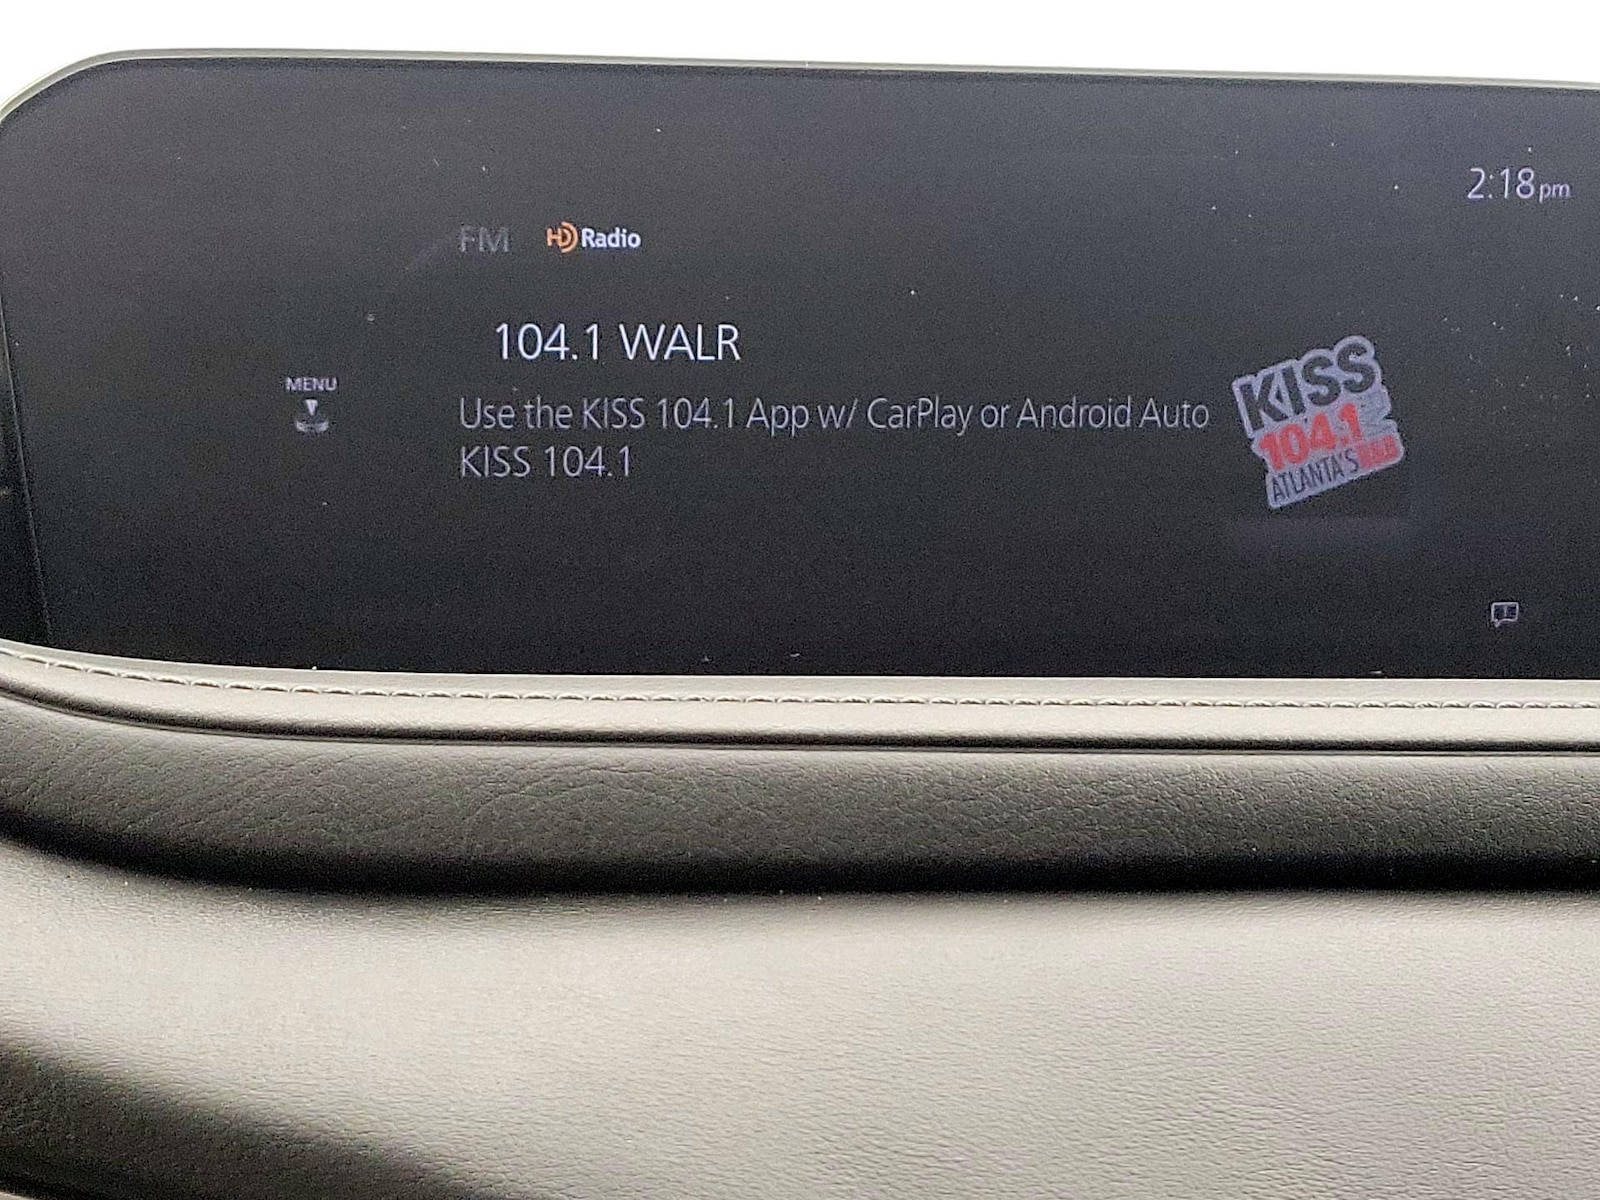 2:18pm
FM HD Radio
104.1 WALR
MENU
Use the KISS 104.1 App w/ CarPlay or Android Auto
KISS 104.1
KISS
104.1
ATLANTA'S R&B